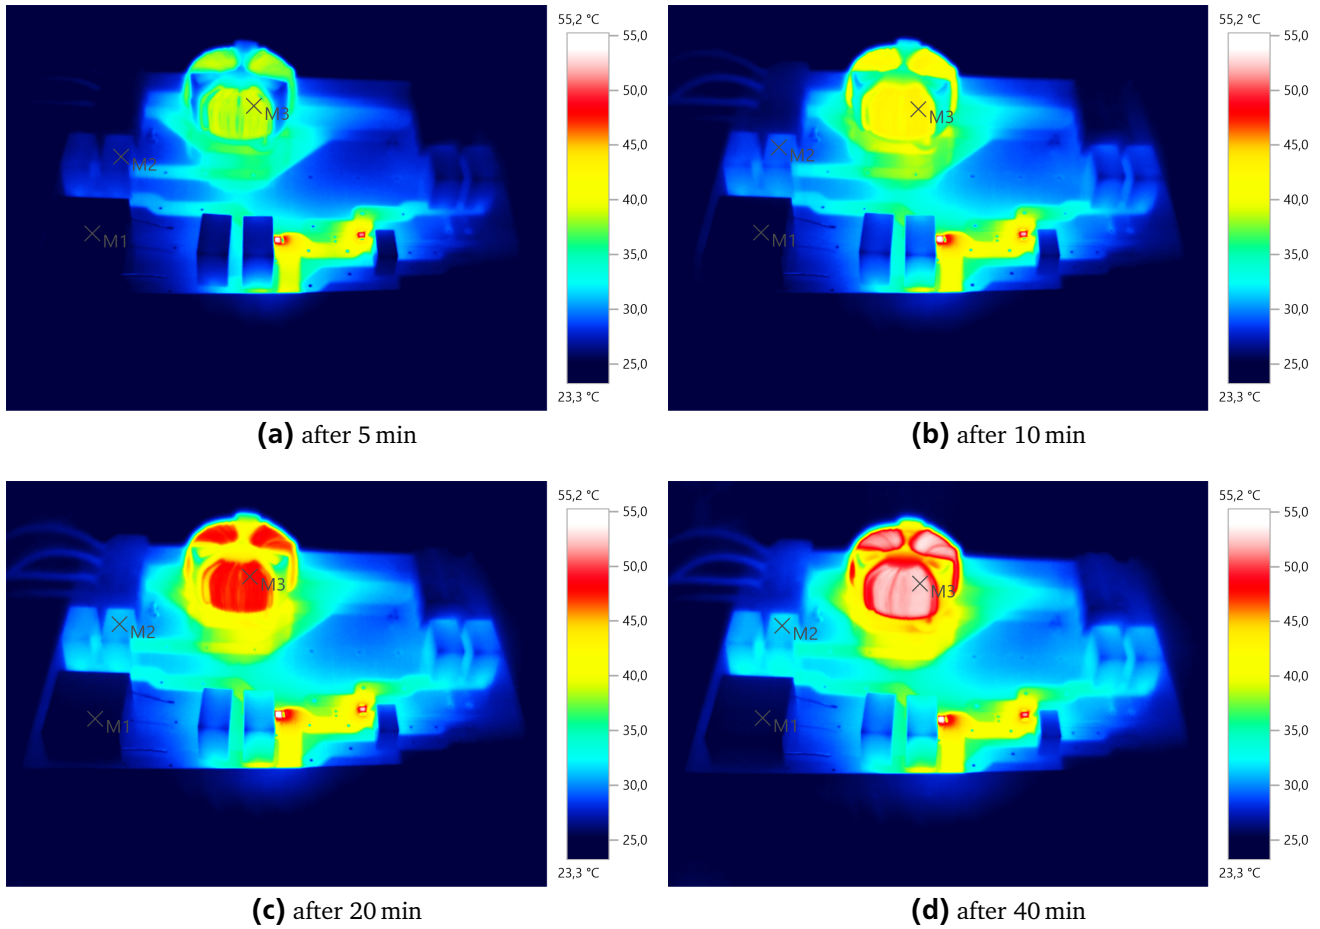 55,2 °C
55,0
50,0
45,0
40,0
35,0
30,0
25,0
23,3 °C
M3
M2
M1
(a) after 5 min
55,2 °C
55,0
50,0
45,0
40,0
35,0
30,0
25,0
23,3 °C
M3
M2
M1
(b) after 10 min
55,2 °C
55,0
50,0
45,0
40,0
35,0
30,0
25,0
23,3 °C
M3
M2
M1
(c) after 20 min
55,2 °C
55,0
50,0
45,0
40,0
35,0
30,0
25,0
23,3 °C
M3
M2
M1
(d) after 40 min